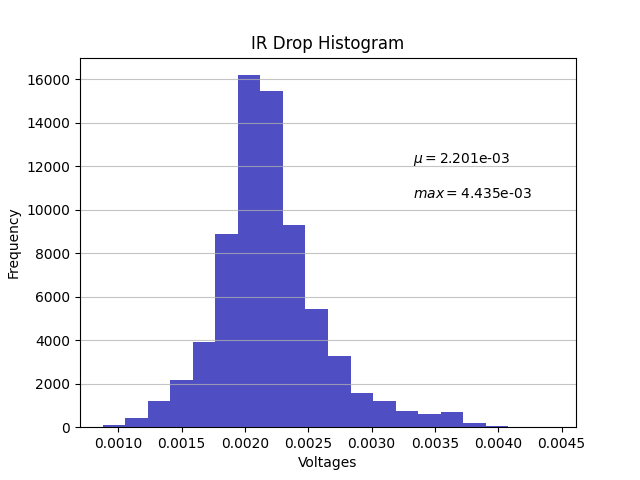 IR Drop Histogram
16000
14000
12000
10000
8000
6000
4000
2000
0
Frequency
μ = 2.201e-03
max = 4.435e-03
0.0010 0.0015 0.0020 0.0025 0.0030 0.0035 0.0040 0.0045
Voltages